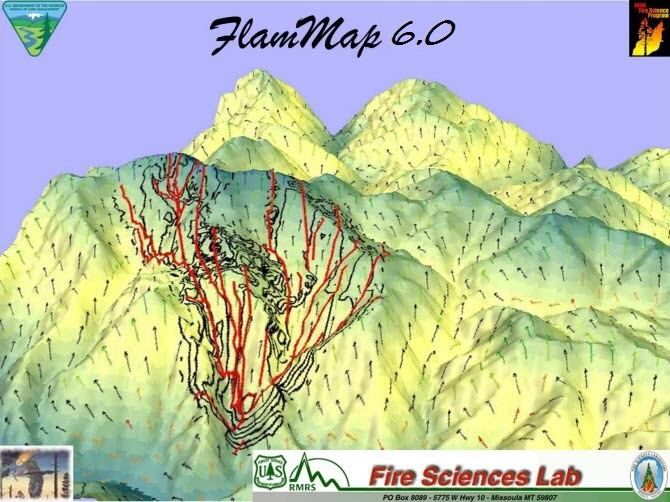 U.S. DEPARTMENT OF THE INTERIOR
BUREAU OF LAND MANAGEMENT
FlamMap 6.0
Joint
Fire Science
Program
UAS
RMRS
Fire Sciences Lab
PO Box 8089 - 5775 W Hwy 10 - Missoula MT 59807